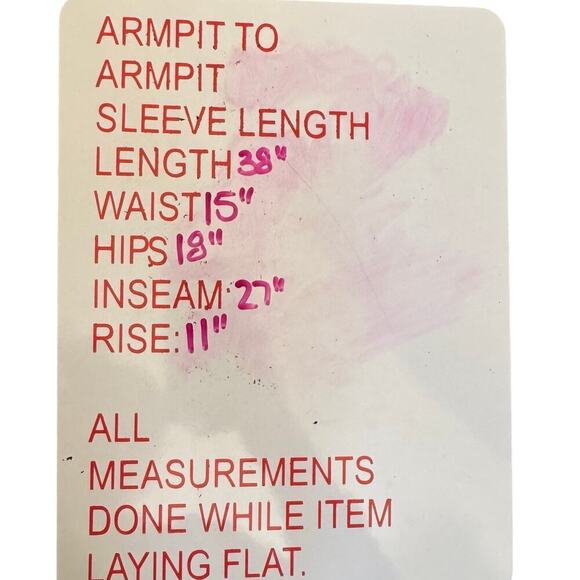 ARMPIT TO
ARMPIT
SLEEVE LENGTH
LENGTH 38"
WAIST 15"
HIPS 18"
INSEAM: 27"
RISE: 11"
ALL
MEASUREMENTS
DONE WHILE ITEM
LAYING FLAT.